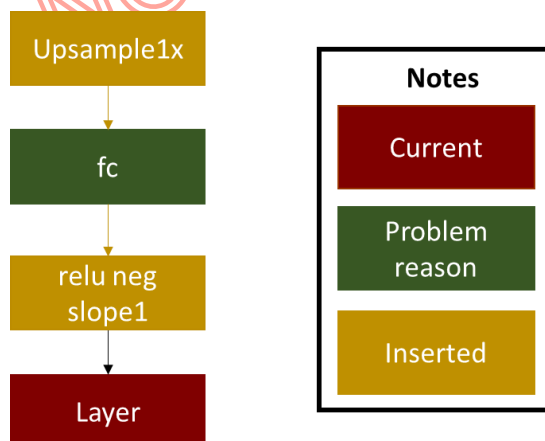 Upsample1x
fc
relu neg
slope1
Layer
Notes
Current
Problem
reason
Inserted